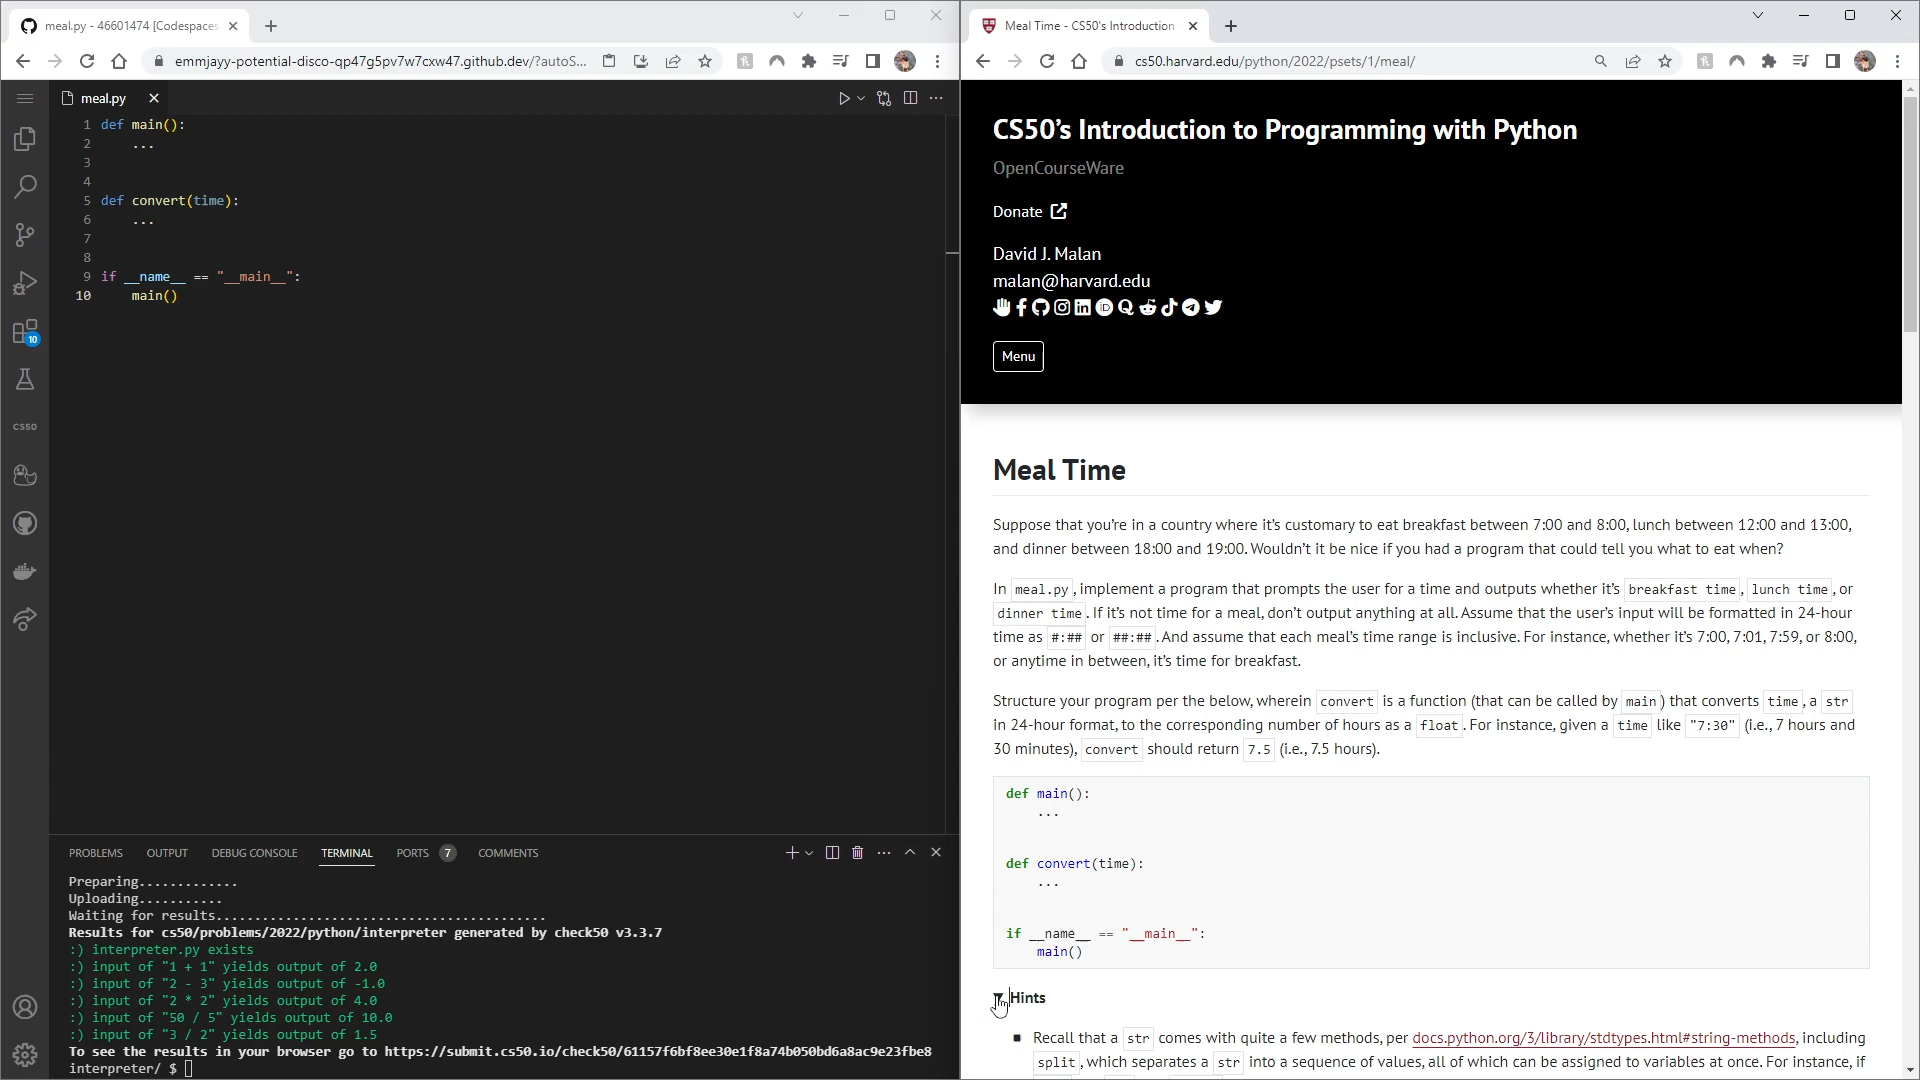 meal.py - 46601474 [Codespaces
emmjayy-potential-disco-qp47g5pv7w7cxw47.github.dev/?autoS...
meal.py
1 def main():
2     ...
3
4
5 def convert(time):
6     ...
7
8
9 if __name__ == "__main__":
10     main()
10
CS50
PROBLEMS OUTPUT DEBUG CONSOLE TERMINAL PORTS 7 COMMENTS
Preparing.............
Uploading...........
Waiting for results..........................................
Results for cs50/problems/2022/python/interpreter generated by check50 v3.3.7
:) interpreter.py exists
:) input of "1 + 1" yields output of 2.0
:) input of "2 - 3" yields output of -1.0
:) input of "2 * 2" yields output of 4.0
:) input of "50 / 5" yields output of 10.0
:) input of "3 / 2" yields output of 1.5
To see the results in your browser go to https://submit.cs50.io/check50/61157f6bf8ee30e1f8a74b050bd6a8ac9e23fbe8
interpreter/ $
Meal Time - CS50's Introduction
cs50.harvard.edu/python/2022/psets/1/meal/
CS50’s Introduction to Programming with Python
OpenCourseWare
Donate
David J. Malan
malan@harvard.edu
Menu
Meal Time
Suppose that you’re in a country where it’s customary to eat breakfast between 7:00 and 8:00, lunch between 12:00 and 13:00,
and dinner between 18:00 and 19:00. Wouldn’t it be nice if you had a program that could tell you what to eat when?
In meal.py, implement a program that prompts the user for a time and outputs whether it’s breakfast time, lunch time, or
dinner time. If it’s not time for a meal, don’t output anything at all. Assume that the user’s input will be formatted in 24-hour
time as #:## or ##:##. And assume that each meal’s time range is inclusive. For instance, whether it’s 7:00, 7:01, 7:59, or 8:00,
or anytime in between, it’s time for breakfast.
Structure your program per the below, wherein convert is a function (that can be called by main) that converts time, a str
in 24-hour format, to the corresponding number of hours as a float. For instance, given a time like "7:30" (i.e., 7 hours and
30 minutes), convert should return 7.5 (i.e., 7.5 hours).
def main():
    ...
def convert(time):
    ...
if __name__ == "__main__":
    main()
Hints
Recall that a str comes with quite a few methods, per docs.python.org/3/library/stdtypes.html#string-methods, including
split, which separates a str into a sequence of values, all of which can be assigned to variables at once. For instance, if